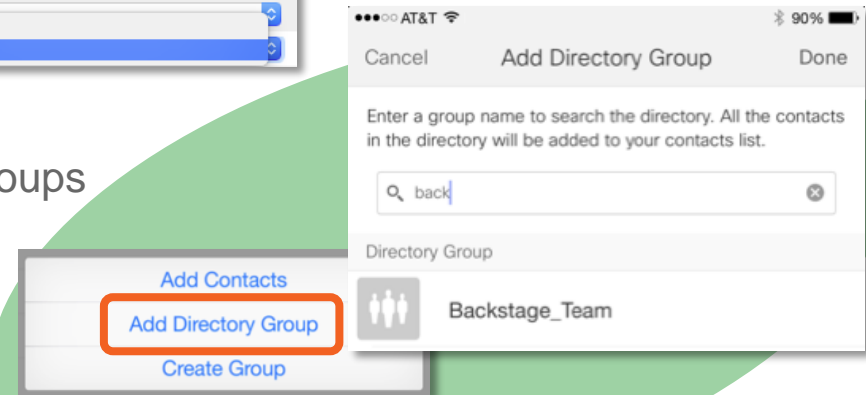 AT&T 90%
Cancel Add Directory Group Done
Enter a group name to search the directory. All the contacts
in the directory will be added to your contacts list.
back
Directory Group
Backstage_Team
oups
Add Contacts
Add Directory Group
Create Group